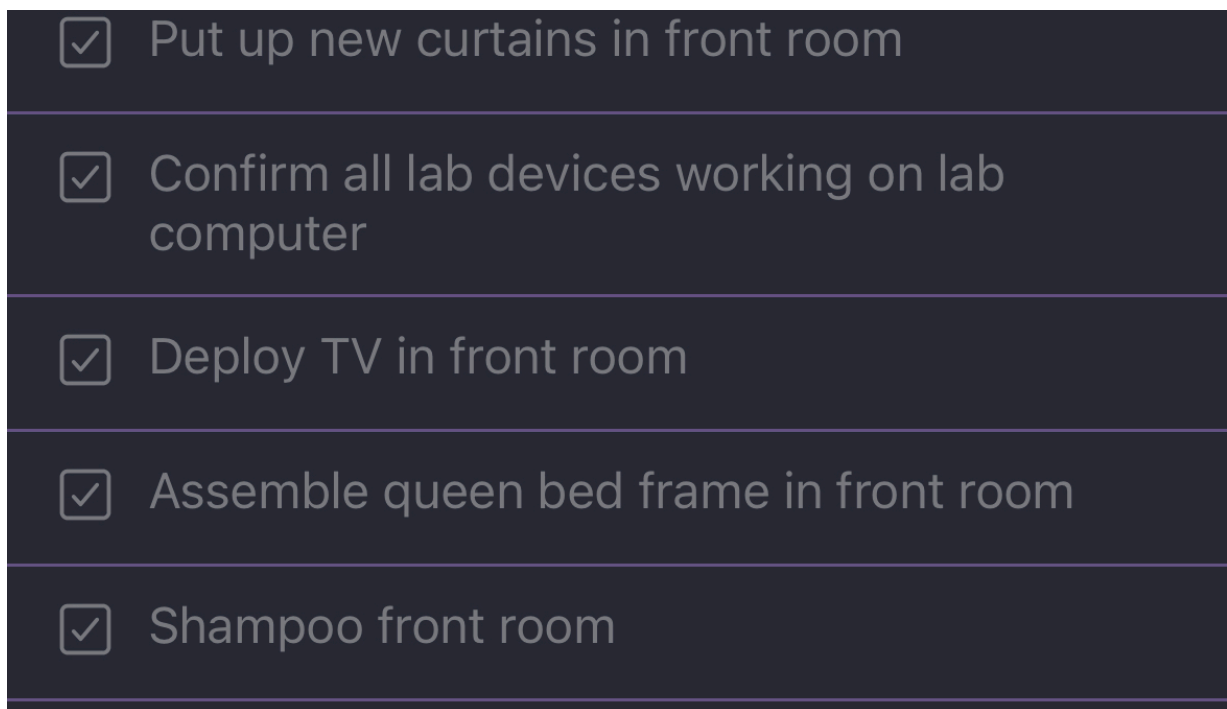 Put up new curtains in front room
Confirm all lab devices working on lab
computer
Deploy TV in front room
Assemble queen bed frame in front room
Shampoo front room